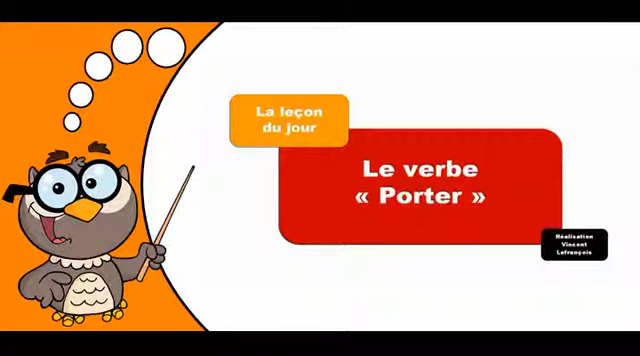 La leçon
du jour
Le verbe
« Porter »
Réalisation
Vincent
Lefrançois